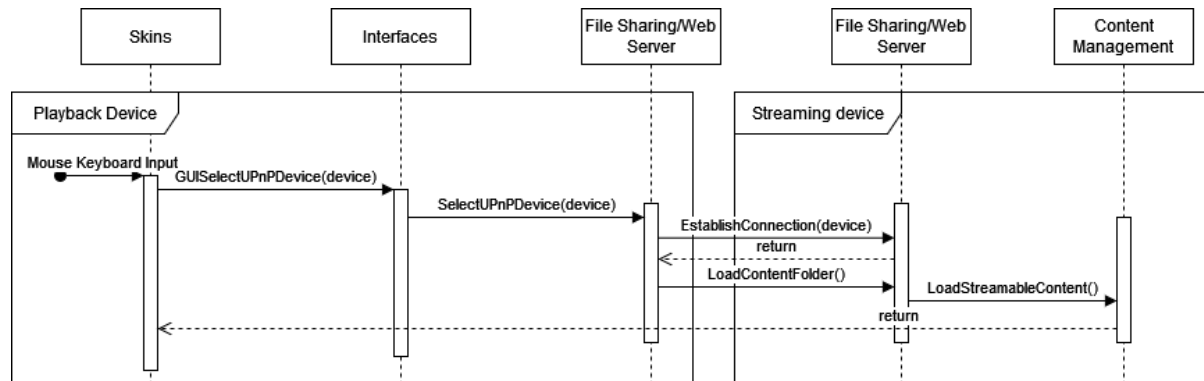 Skins
Interfaces
File Sharing/Web
Server
File Sharing/Web
Server
Content
Management
Playback Device
Streaming device
Mouse Keyboard Input
GUISelectUPnPDevice(device)
SelectUPnPDevice(device)
EstablishConnection(device)
return
LoadContentFolder()
LoadStreamableContent()
return